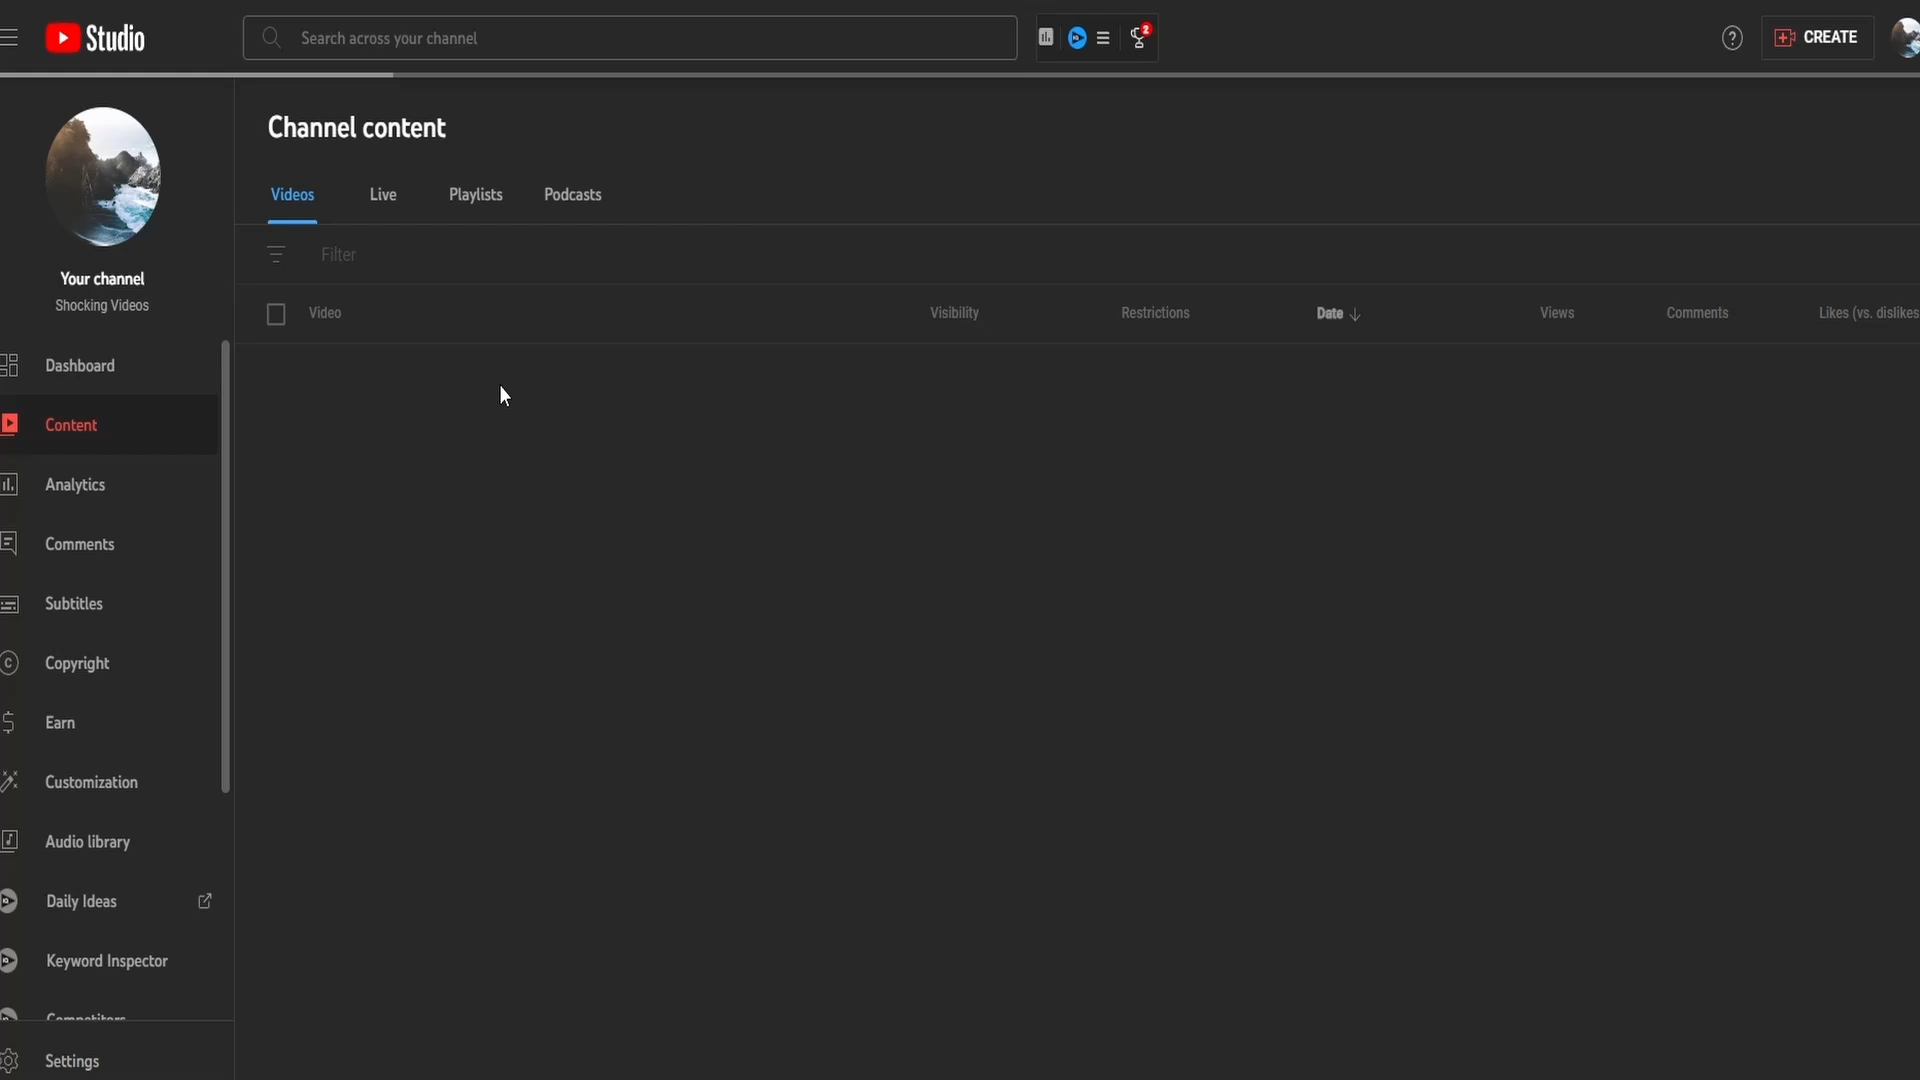 Studio
Search across your channel
2
CREATE
Channel content
Videos Live Playlists Podcasts
Filter
Video Visibility Restrictions Date Views Comments Likes (vs. dislikes
Your channel
Shocking Videos
Dashboard
Content
Analytics
Comments
Subtitles
Copyright
Earn
Customization
Audio library
Daily Ideas
Keyword Inspector
Competitors
Settings